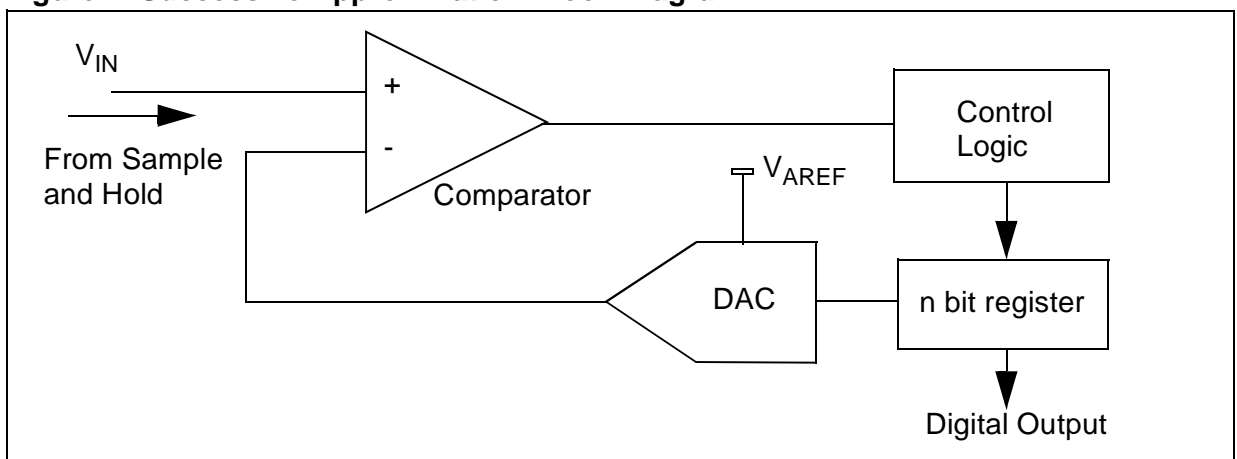 V_IN
From Sample
and Hold
+
-
Comparator
V_AREF
DAC
Control
Logic
n bit register
Digital Output